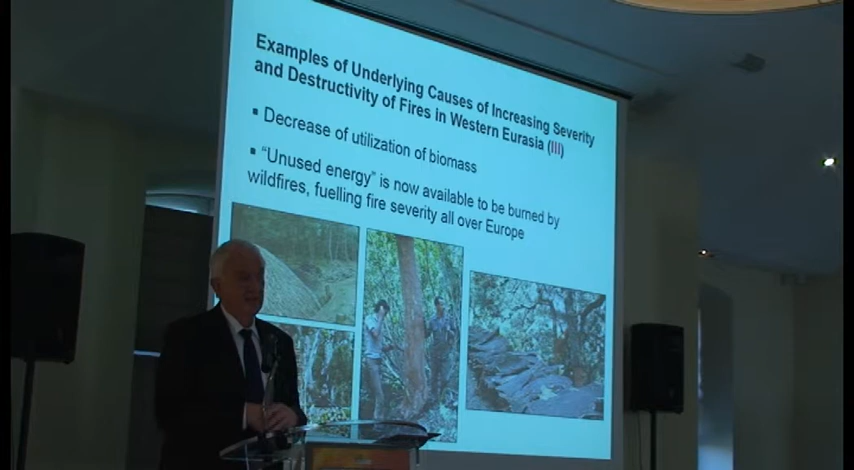 Examples of Underlying Causes of Increasing Severity
and Destructivity of Fires in Western Eurasia (III)
▪ Decrease of utilization of biomass
▪ “Unused energy” is now available to be burned by
wildfires, fuelling fire severity all over Europe